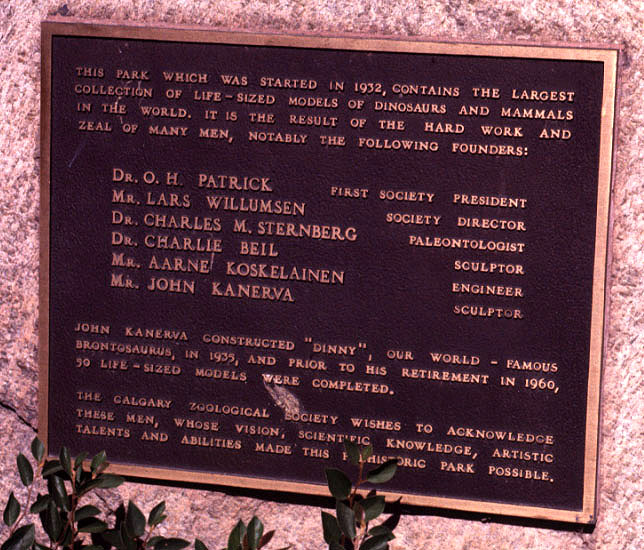 THIS PARK WHICH WAS STARTED IN 1932, CONTAINS THE LARGEST
COLLECTION OF LIFE-SIZED MODELS OF DINOSAURS AND MAMMALS
IN THE WORLD. IT IS THE RESULT OF THE HARD WORK AND
ZEAL OF MANY MEN, NOTABLY THE FOLLOWING FOUNDERS:
DR. O. H. PATRICK FIRST SOCIETY PRESIDENT
MR. LARS WILLUMSEN SOCIETY DIRECTOR
DR. CHARLES M. STERNBERG PALEONTOLOGIST
DR. CHARLIE BEIL SCULPTOR
MR. AARNE KOSKELAINEN ENGINEER
MR. JOHN KANERVA SCULPTOR
JOHN KANERVA CONSTRUCTED "DINNY", OUR WORLD - FAMOUS
BRONTOSAURUS, IN 1935, AND PRIOR TO HIS RETIREMENT IN 1960,
50 LIFE-SIZED MODELS WERE COMPLETED.
THE CALGARY ZOOLOGICAL SOCIETY WISHES TO ACKNOWLEDGE
THESE MEN, WHOSE VISION, SCIENTIFIC KNOWLEDGE, ARTISTIC
TALENTS AND ABILITIES MADE THIS PREHISTORIC PARK POSSIBLE.